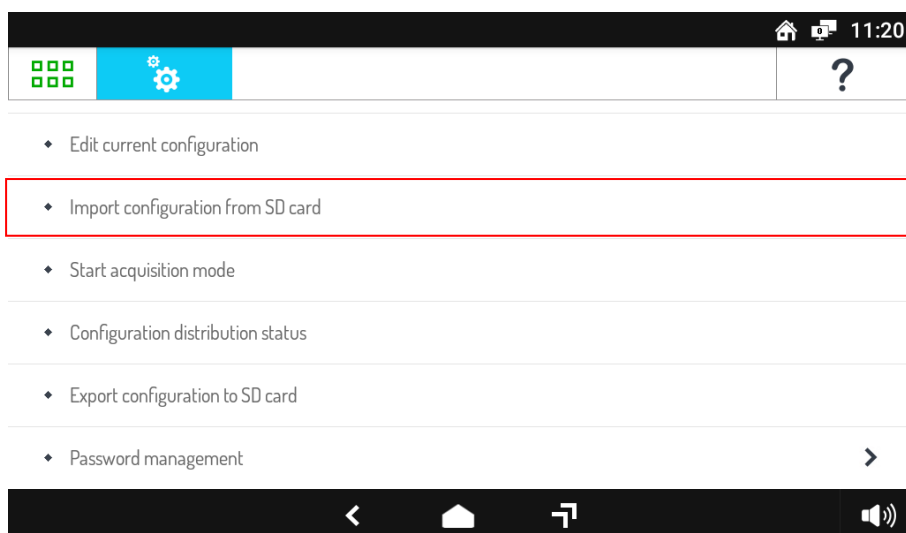 11:20
?
Edit current configuration
Import configuration from SD card
Start acquisition mode
Configuration distribution status
Export configuration to SD card
Password management